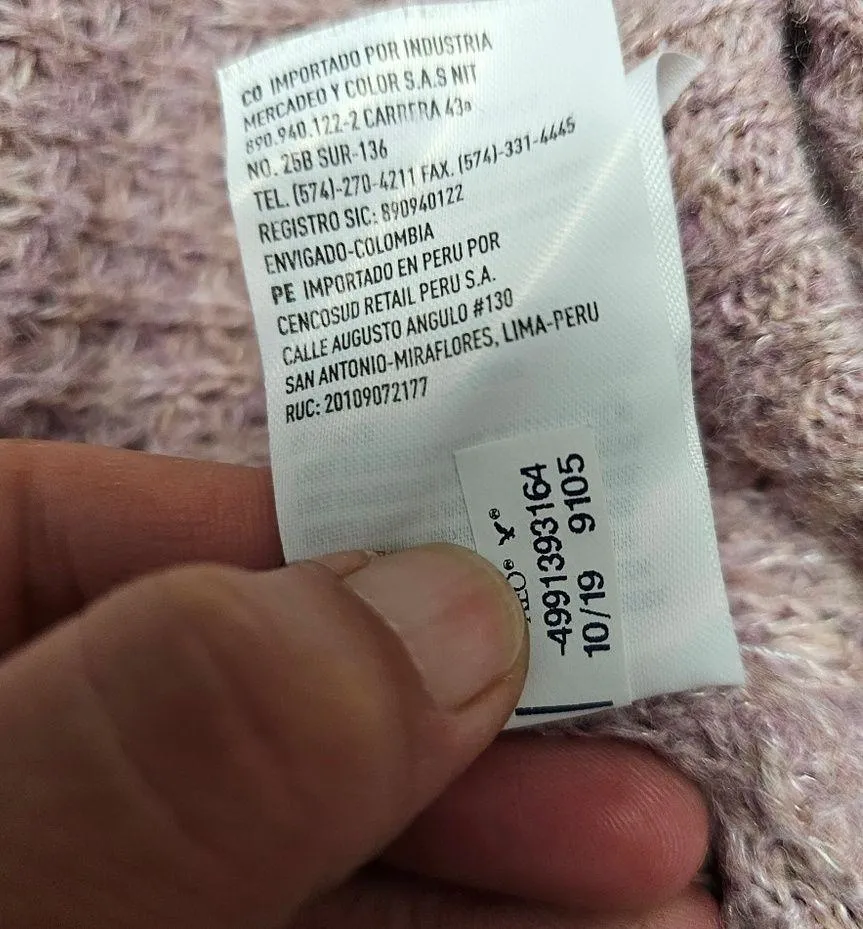 CO IMPORTADO POR INDUSTRIA
MERCADEO Y COLOR S.A.S NIT
890.940.122-2 CARRERA 43a
NO. 25B SUR-136
TEL. (574)-270-4211 FAX. (574)-331-4445
REGISTRO SIC: 890940122
ENVIGADO-COLOMBIA
PE IMPORTADO EN PERU POR
CENCOSUD RETAIL PERU S.A.
CALLE AUGUSTO ANGULO #130
SAN ANTONIO-MIRAFLORES, LIMA-PERU
RUC: 20109072177
4991393164
10/19 9105